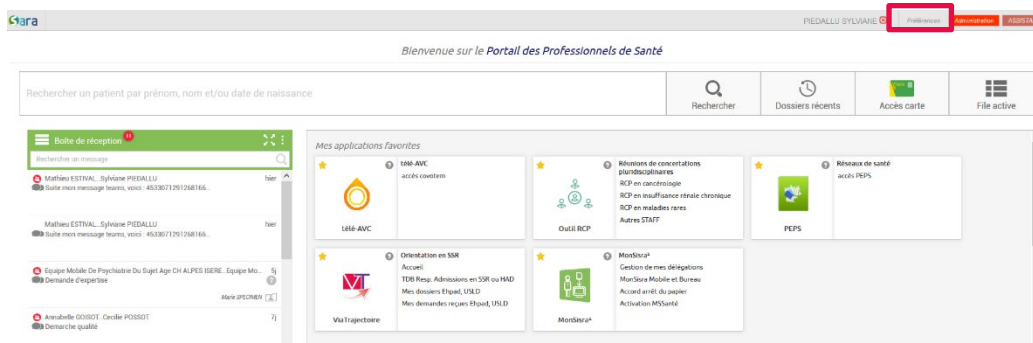 Sara
PIEDALLU SYLVIANE
Préférences
Administration
ASSISTA
Bienvenue sur le Portail des Professionnels de Santé
Rechercher un patient par prénom, nom et/ou date de naissance
Rechercher
Dossiers récents
Accès carte
File active
Boîte de réception
Rechercher un message
Mathieu ESTIVAL...Sylviane PIEDALLU hier
Suite mon message teams, voici : 4533071291268166...
Mathieu ESTIVAL...Sylviane PIEDALLU hier
Suite mon message teams, voici : 4533071291268166...
Equipe Mobile De Psychiatrie Du Sujet Age CH ALPES ISERE...Equipe Mo... 5j
Demande d'expertise
Marie SPECIMEN
Annabelle GOISOT...Cecilie POSSOT 7j
Demarche qualité
Mes applications favorites
télé-AVC
accès covotem
télé-AVC
Réunions de concertations
pluridisciplinaires
RCP en cancérologie
RCP en insuffisance rénale chronique
RCP en maladies rares
Autres STAFF
Outil RCP
Réseaux de santé
accès PEPS
PEPS
Orientation en SSR
Accueil
TDB Resp. Admissions en SSR ou HAD
Mes dossiers Ehpad, USLD
Mes demandes reçues Ehpad, USLD
ViaTrajectoire
MonSisra⁴
Gestion de mes délégations
MonSisra Mobile et Bureau
Accord arrêt du papier
Activation MSSanté
MonSisra⁴